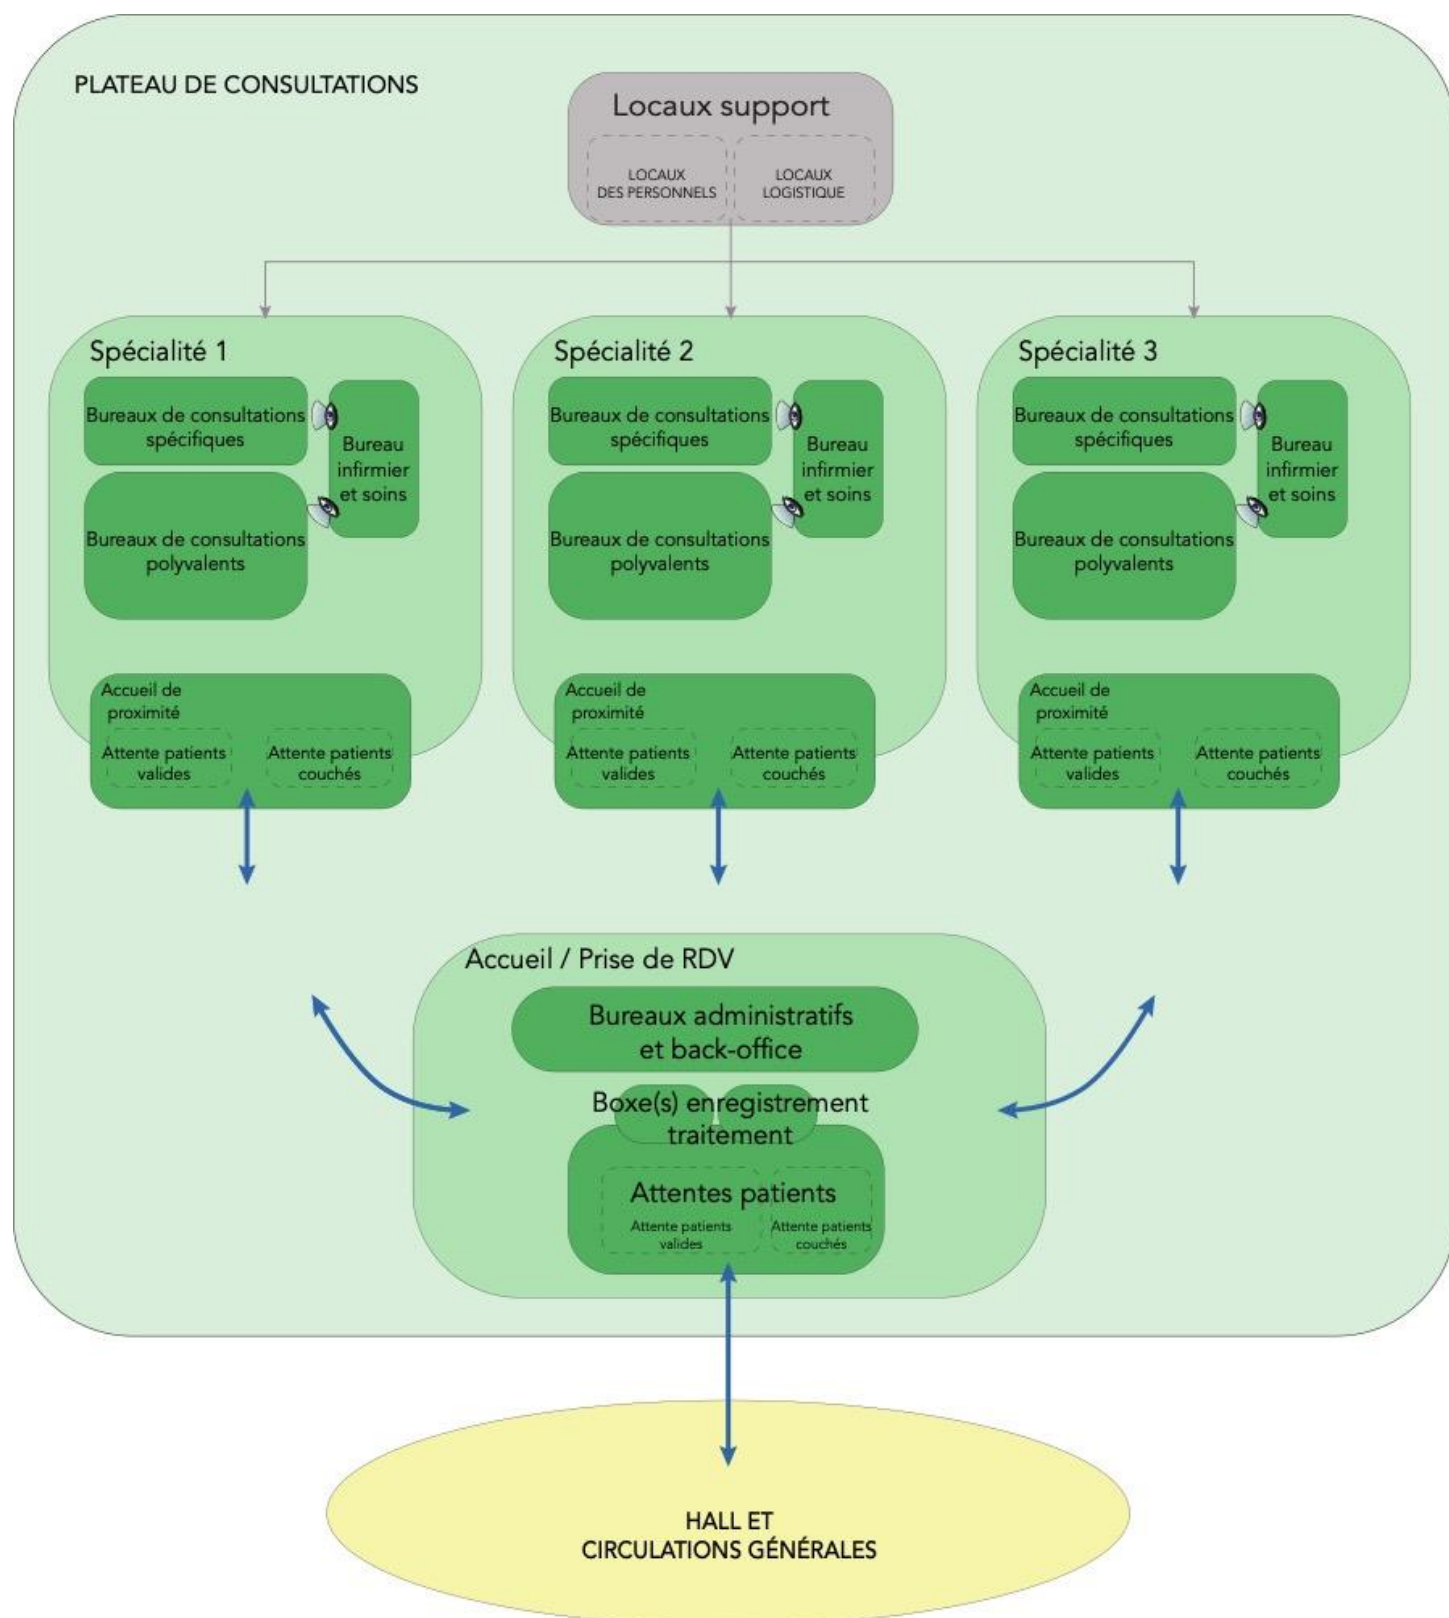 PLATEAU DE CONSULTATIONS
Locaux support
LOCAUX
DES PERSONNELS
LOCAUX
LOGISTIQUE
Spécialité 1
Bureaux de consultations
spécifiques
Bureau
infirmier
et soins
Bureaux de consultations
polyvalents
Accueil de
proximité
Attente patients
valides
Attente patients
couchés
Spécialité 2
Bureaux de consultations
spécifiques
Bureau
infirmier
et soins
Bureaux de consultations
polyvalents
Accueil de
proximité
Attente patients
valides
Attente patients
couchés
Spécialité 3
Bureaux de consultations
spécifiques
Bureau
infirmier
et soins
Bureaux de consultations
polyvalents
Accueil de
proximité
Attente patients
valides
Attente patients
couchés
Accueil / Prise de RDV
Bureaux administratifs
et back-office
Boxe(s) enregistrement
traitement
Attentes patients
Attente patients
valides
Attente patients
couchés
HALL ET
CIRCULATIONS GÉNÉRALES